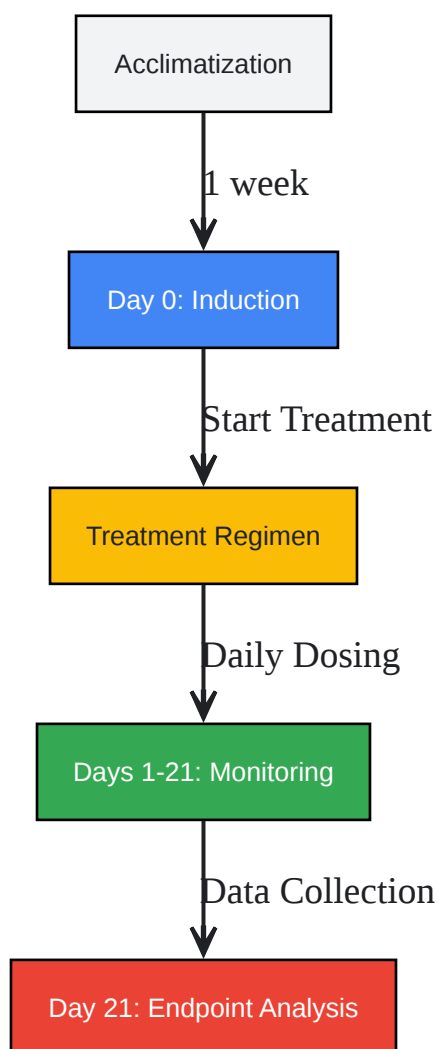 Acclimatization
1 week
Day 0: Induction
Start Treatment
Treatment Regimen
Daily Dosing
Days 1-21: Monitoring
Data Collection
Day 21: Endpoint Analysis